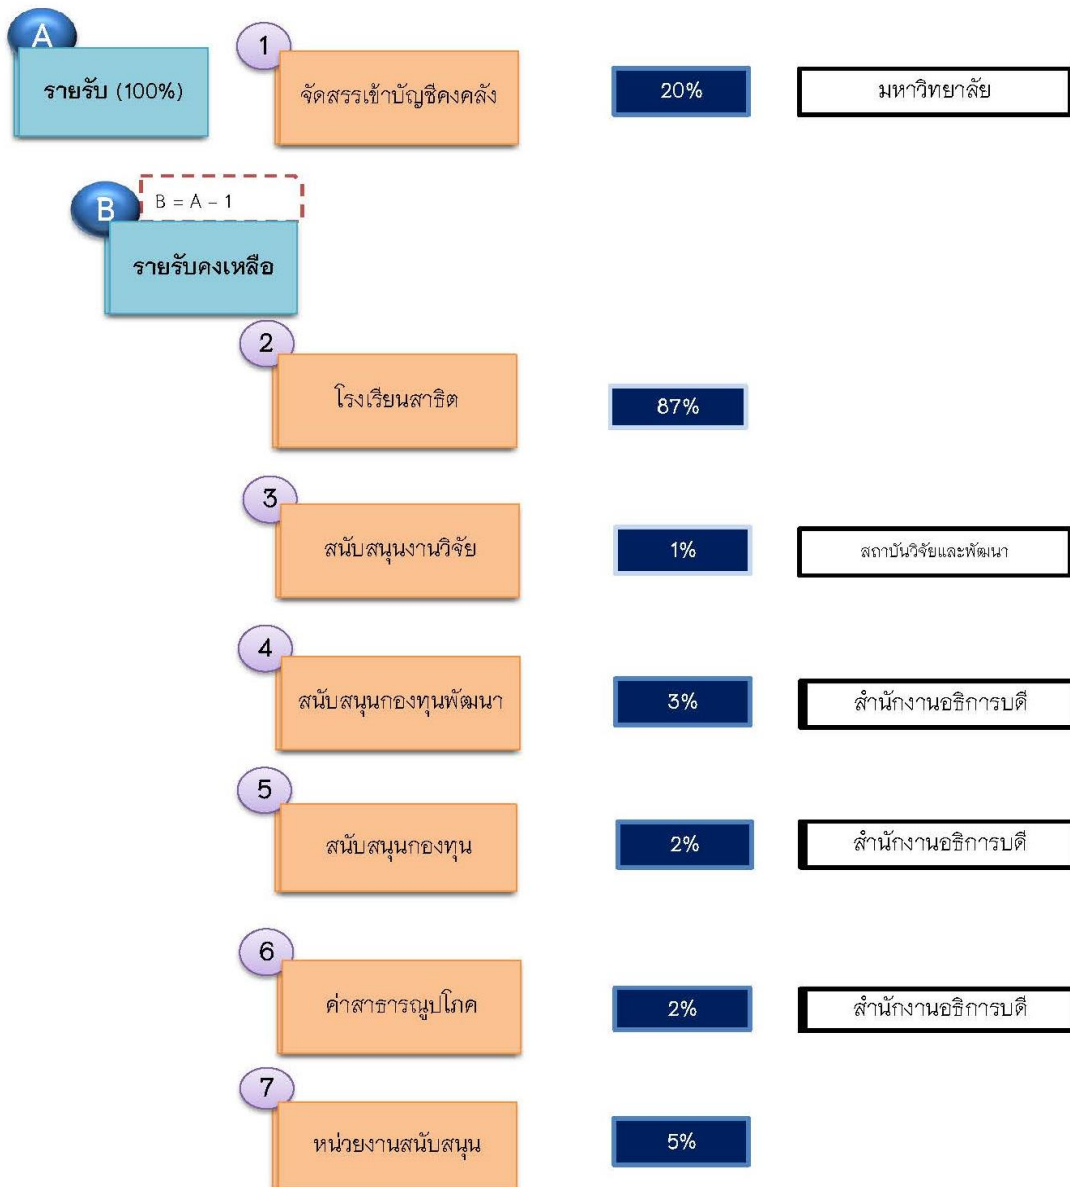 A
รายรับ (100%)
1
จัดสรรเข้าบัญชีคงคลัง
20%
มหาวิทยาลัย
B
B = A – 1
รายรับคงเหลือ
2
โรงเรียนสาธิต
87%
3
สนับสนุนงานวิจัย
1%
สถาบันวิจัยและพัฒนา
4
สนับสนุนกองทุนพัฒนา
3%
สำนักงานอธิการบดี
5
สนับสนุนกองทุน
2%
สำนักงานอธิการบดี
6
ค่าสาธารณูปโภค
2%
สำนักงานอธิการบดี
7
หน่วยงานสนับสนุน
5%